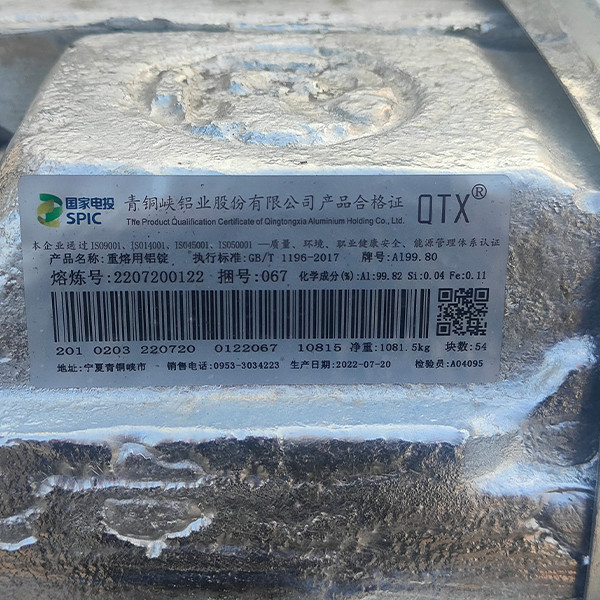 国家电投
SPIC
青铜峡铝业股份有限公司产品合格证 QTX®
The Product Qualification Certificate of Qingtongxia Aluminium Holding Co., Ltd.
本企业通过ISO9001、ISO14001、ISO45001、ISO50001 —质量、环境、职业健康安全、能源管理体系认证
产品名称:重熔用铝锭 执行标准:GB/T 1196-2017 牌号:Al99.80
熔炼号:2207200122 捆号:067 化学成分(%):Al:99.82 Si:0.04 Fe:0.11
201 0203 220720 0122067 10815 净重:1081.5kg 块数:54
地址:宁夏青铜峡市 销售电话:0953-3034223 生产日期:2022-07-20 检验员:A04095